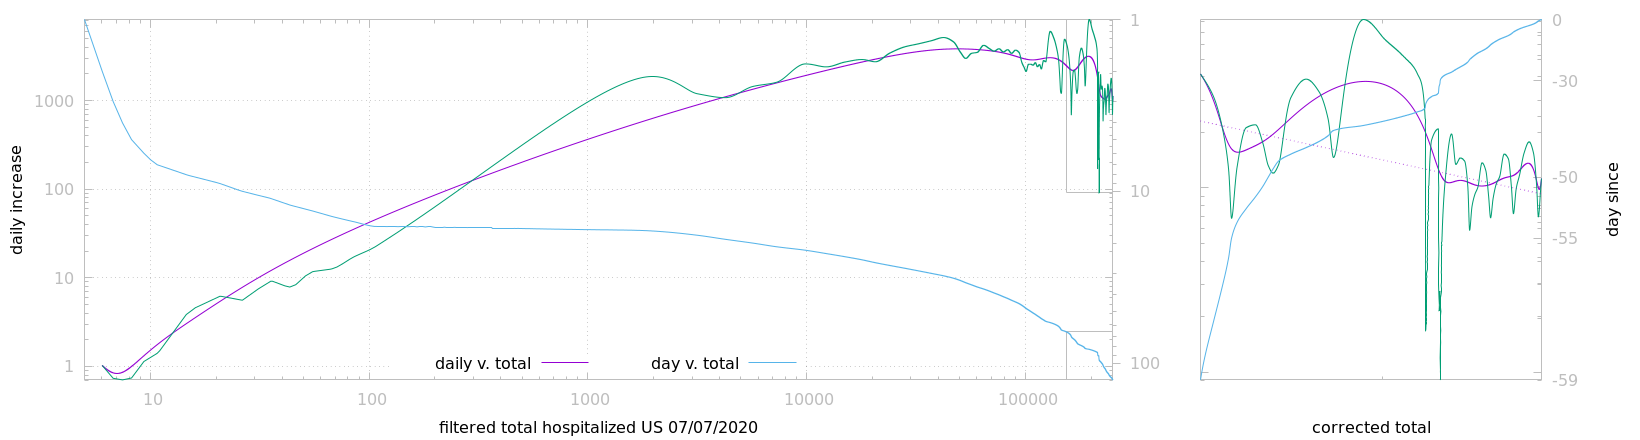 daily increase
1000
100
10
1
10
100
1000
10000
100000
1
10
100
daily v. total
day v. total
filtered total hospitalized US 07/07/2020
0
-30
-50
-55
-59
day since
corrected total